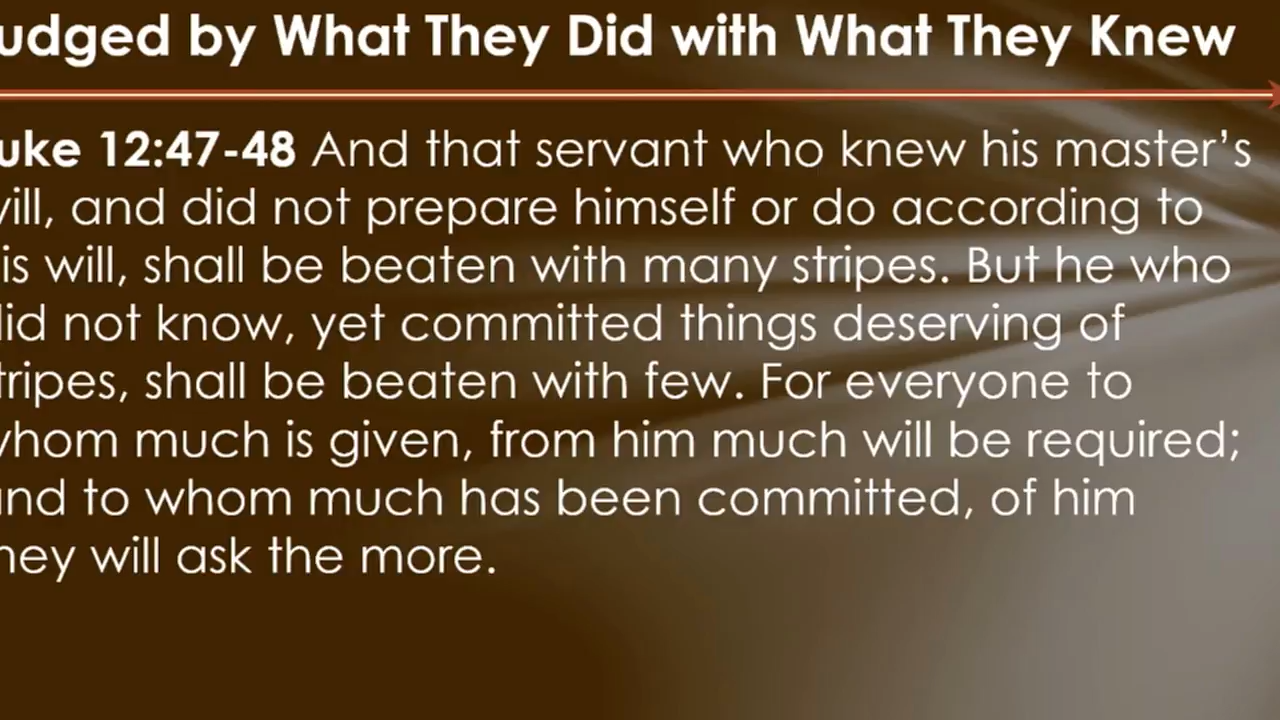 udged by What They Did with What They Knew
uke 12:47-48 And that servant who knew his master's
ill, and did not prepare himself or do according to
is will, shall be beaten with many stripes. But he who
id not know, yet committed things deserving of
tripes, shall be beaten with few. For everyone to
hom much is given, from him much will be required;
nd to whom much has been committed, of him
hey will ask the more.